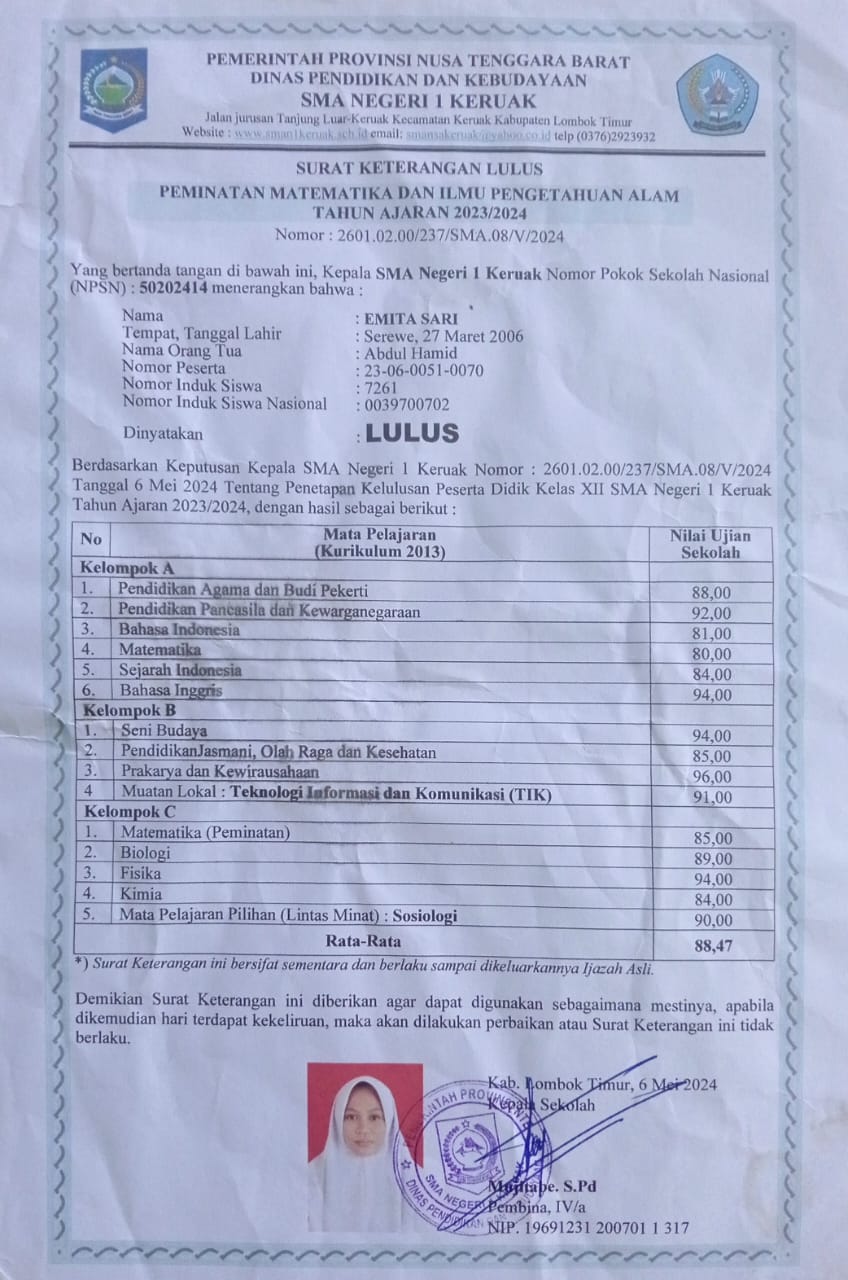 PEMERINTAH PROVINSI NUSA TENGGARA BARAT
DINAS PENDIDIKAN DAN KEBUDAYAAN
SMA NEGERI 1 KERUAK
Jalan jurusan Tanjung Luar-Keruak Kecamatan Keruak Kabupaten Lombok Timur
Website : www.sman1keruak.sch.id email: smansakeruak@yahoo.co.id telp (0376)2923932
SURAT KETERANGAN LULUS
PEMINATAN MATEMATIKA DAN ILMU PENGETAHUAN ALAM
TAHUN AJARAN 2023/2024
Nomor : 2601.02.00/237/SMA.08/V/2024
Yang bertanda tangan di bawah ini, Kepala SMA Negeri 1 Keruak Nomor Pokok Sekolah Nasional
(NPSN) : 50202414 menerangkan bahwa :
Nama : EMITA SARI
Tempat, Tanggal Lahir : Serewe, 27 Maret 2006
Nama Orang Tua : Abdul Hamid
Nomor Peserta : 23-06-0051-0070
Nomor Induk Siswa : 7261
Nomor Induk Siswa Nasional : 0039700702
Dinyatakan : LULUS
Berdasarkan Keputusan Kepala SMA Negeri 1 Keruak Nomor : 2601.02.00/237/SMA.08/V/2024
Tanggal 6 Mei 2024 Tentang Penetapan Kelulusan Peserta Didik Kelas XII SMA Negeri 1 Keruak
Tahun Ajaran 2023/2024, dengan hasil sebagai berikut :
No Mata Pelajaran Nilai Ujian
(Kurikulum 2013) Sekolah
Kelompok A
1. Pendidikan Agama dan Budi Pekerti 88,00
2. Pendidikan Pancasila dan Kewarganegaraan 92,00
3. Bahasa Indonesia 81,00
4. Matematika 80,00
5. Sejarah Indonesia 84,00
6. Bahasa Inggris 94,00
Kelompok B
1. Seni Budaya 94,00
2. PendidikanJasmani, Olah Raga dan Kesehatan 85,00
3. Prakarya dan Kewirausahaan 96,00
4 Muatan Lokal : Teknologi Informasi dan Komunikasi (TIK) 91,00
Kelompok C
1. Matematika (Peminatan) 85,00
2. Biologi 89,00
3. Fisika 94,00
4. Kimia 84,00
5. Mata Pelajaran Pilihan (Lintas Minat) : Sosiologi 90,00
Rata-Rata 88,47
*) Surat Keterangan ini bersifat sementara dan berlaku sampai dikeluarkannya Ijazah Asli.
Demikian Surat Keterangan ini diberikan agar dapat digunakan sebagaimana mestinya, apabila
dikemudian hari terdapat kekeliruan, maka akan dilakukan perbaikan atau Surat Keterangan ini tidak
berlaku.
Kab. Lombok Timur, 6 Mei 2024
Kepala Sekolah
S.Pd
Pembina, IV/a
NIP. 19691231 200701 1 317
SMA NEGERI
DINAS PENDIDIKAN DAN